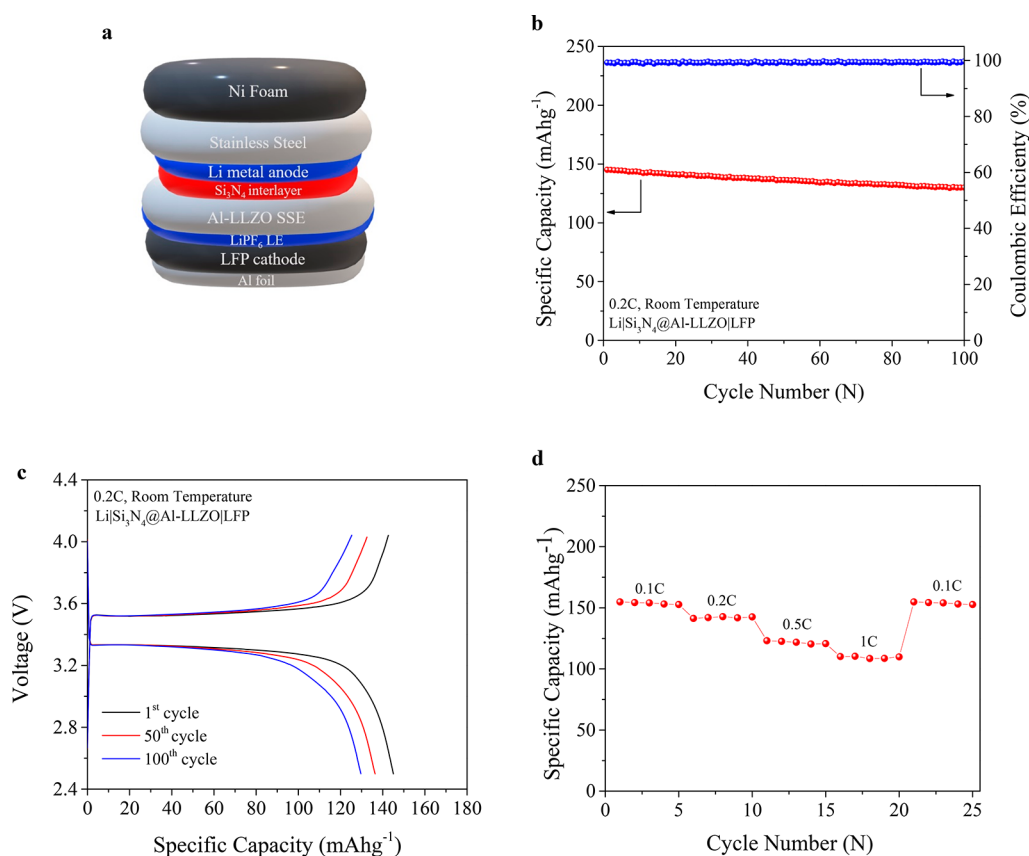 a
Ni Foam
Stainless Steel
Li metal anode
Si₃N₄ interlayer
Al-LLZO SSE
LiPF₆ LE
LFP cathode
Al foil
b
250
200
150
100
50
0
Specific Capacity (mAhg⁻¹)
100
80
60
40
20
0
Coulombic Efficienty (%)
0.2C, Room Temperature
Li|Si₃N₄@Al-LLZO|LFP
0 20 40 60 80 100
Cycle Number (N)
c
4.4
4.0
3.6
3.2
2.8
2.4
Voltage (V)
0.2C, Room Temperature
Li|Si₃N₄@Al-LLZO|LFP
1ˢᵗ cycle
50ᵗʰ cycle
100ᵗʰ cycle
0 20 40 60 80 100 120 140 160 180
Specific Capacity (mAhg⁻¹)
d
250
200
150
100
50
0
Specific Capacity (mAhg⁻¹)
0.1C
0.2C
0.5C
1C
0.1C
0 5 10 15 20 25
Cycle Number (N)